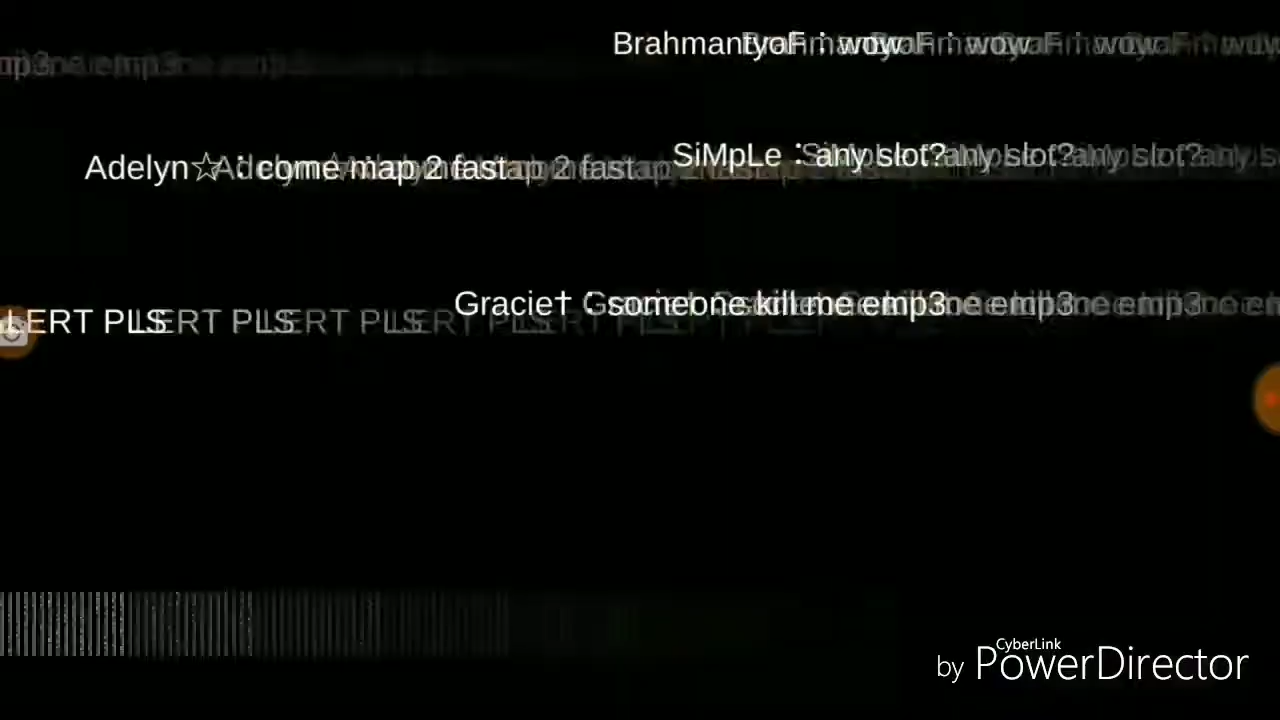 BrahmantyoF : wow
SiMpLe : any slot?
Adelyn☆ : come map 2 fast
Gracie† : someone kill me emp3
LERT PLS
CyberLink
by PowerDirector